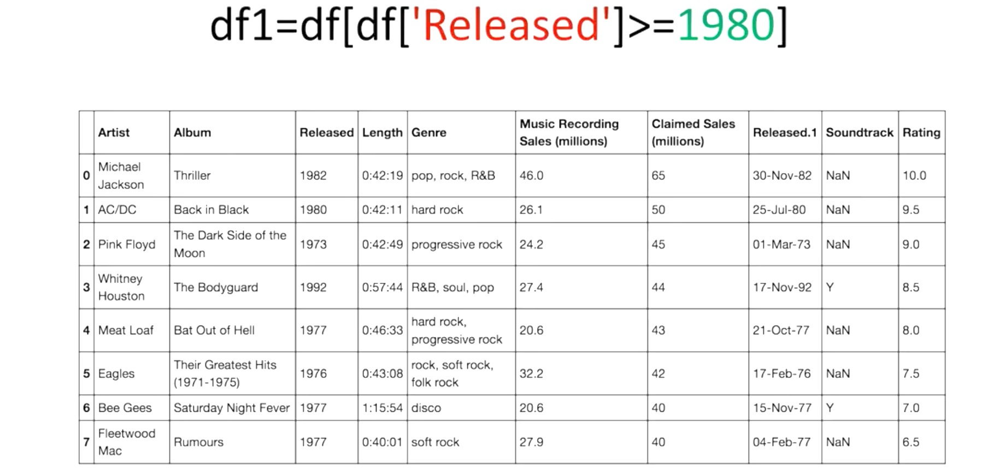 df1=df[df['Released']>=1980]
Artist Album Released Length Genre Music Recording Sales (millions) Claimed Sales (millions) Released.1 Soundtrack Rating
0 Michael Jackson Thriller 1982 0:42:19 pop, rock, R&B 46.0 65 30-Nov-82 NaN 10.0
1 AC/DC Back in Black 1980 0:42:11 hard rock 26.1 50 25-Jul-80 NaN 9.5
2 Pink Floyd The Dark Side of the Moon 1973 0:42:49 progressive rock 24.2 45 01-Mar-73 NaN 9.0
3 Whitney Houston The Bodyguard 1992 0:57:44 R&B, soul, pop 27.4 44 17-Nov-92 Y 8.5
4 Meat Loaf Bat Out of Hell 1977 0:46:33 hard rock, progressive rock 20.6 43 21-Oct-77 NaN 8.0
5 Eagles Their Greatest Hits (1971-1975) 1976 0:43:08 rock, soft rock, folk rock 32.2 42 17-Feb-76 NaN 7.5
6 Bee Gees Saturday Night Fever 1977 1:15:54 disco 20.6 40 15-Nov-77 Y 7.0
7 Fleetwood Mac Rumours 1977 0:40:01 soft rock 27.9 40 04-Feb-77 NaN 6.5